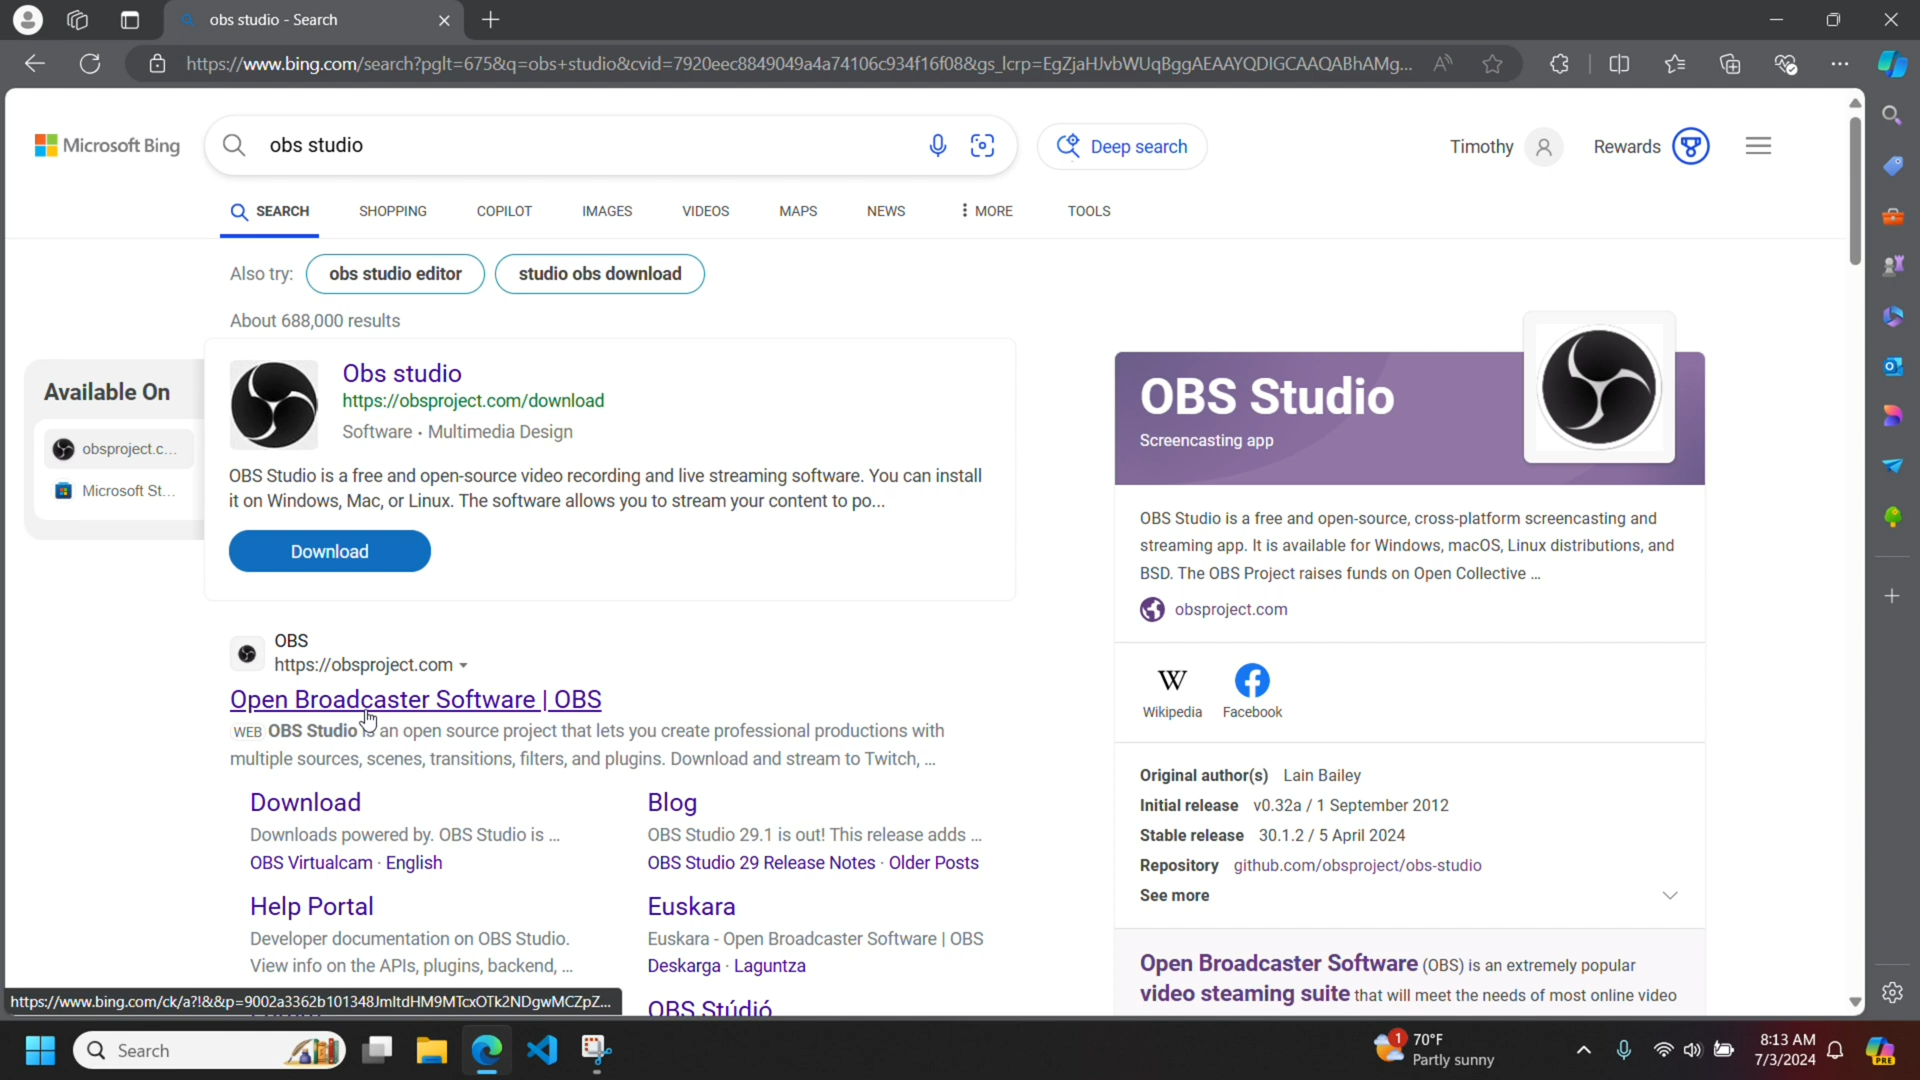 obs studio - Search
https://www.bing.com/search?pglt=675&q=obs+studio&cvid=7920eec8849049a4a74106c934f16f08&gs_lcrp=EgZjaHJvbWUqBggAEAAYQDIGCAAQABhAMg...
Microsoft Bing
obs studio
Deep search
Timothy
Rewards
SEARCH
SHOPPING
COPILOT
IMAGES
VIDEOS
MAPS
NEWS
MORE
TOOLS
Also try:
obs studio editor
studio obs download
About 688,000 results
Available On
obsproject.c...
Microsoft St...
Obs studio
https://obsproject.com/download
Software · Multimedia Design
OBS Studio is a free and open-source video recording and live streaming software. You can install
it on Windows, Mac, or Linux. The software allows you to stream your content to po...
Download
OBS
https://obsproject.com
Open Broadcaster Software | OBS
WEB OBS Studio is an open source project that lets you create professional productions with
multiple sources, scenes, transitions, filters, and plugins. Download and stream to Twitch, ...
Download
Downloads powered by. OBS Studio is ...
OBS Virtualcam · English
Blog
OBS Studio 29.1 is out! This release adds ...
OBS Studio 29 Release Notes · Older Posts
Help Portal
Developer documentation on OBS Studio.
View info on the APIs, plugins, backend, ...
Euskara
Euskara - Open Broadcaster Software | OBS
Deskarga · Laguntza
OBS Stúdió
OBS Studio
Screencasting app
OBS Studio is a free and open-source, cross-platform screencasting and
streaming app. It is available for Windows, macOS, Linux distributions, and
BSD. The OBS Project raises funds on Open Collective ...
obsproject.com
W
Wikipedia
Facebook
Original author(s) Lain Bailey
Initial release v0.32a / 1 September 2012
Stable release 30.1.2 / 5 April 2024
Repository github.com/obsproject/obs-studio
See more
Open Broadcaster Software (OBS) is an extremely popular
video steaming suite that will meet the needs of most online video
https://www.bing.com/ck/a?!&&p=9002a3362b101348JmltdHM9MTcxOTk2NDgwMCZpZ...
Search
1
70°F
Partly sunny
8:13 AM
7/3/2024
PRE